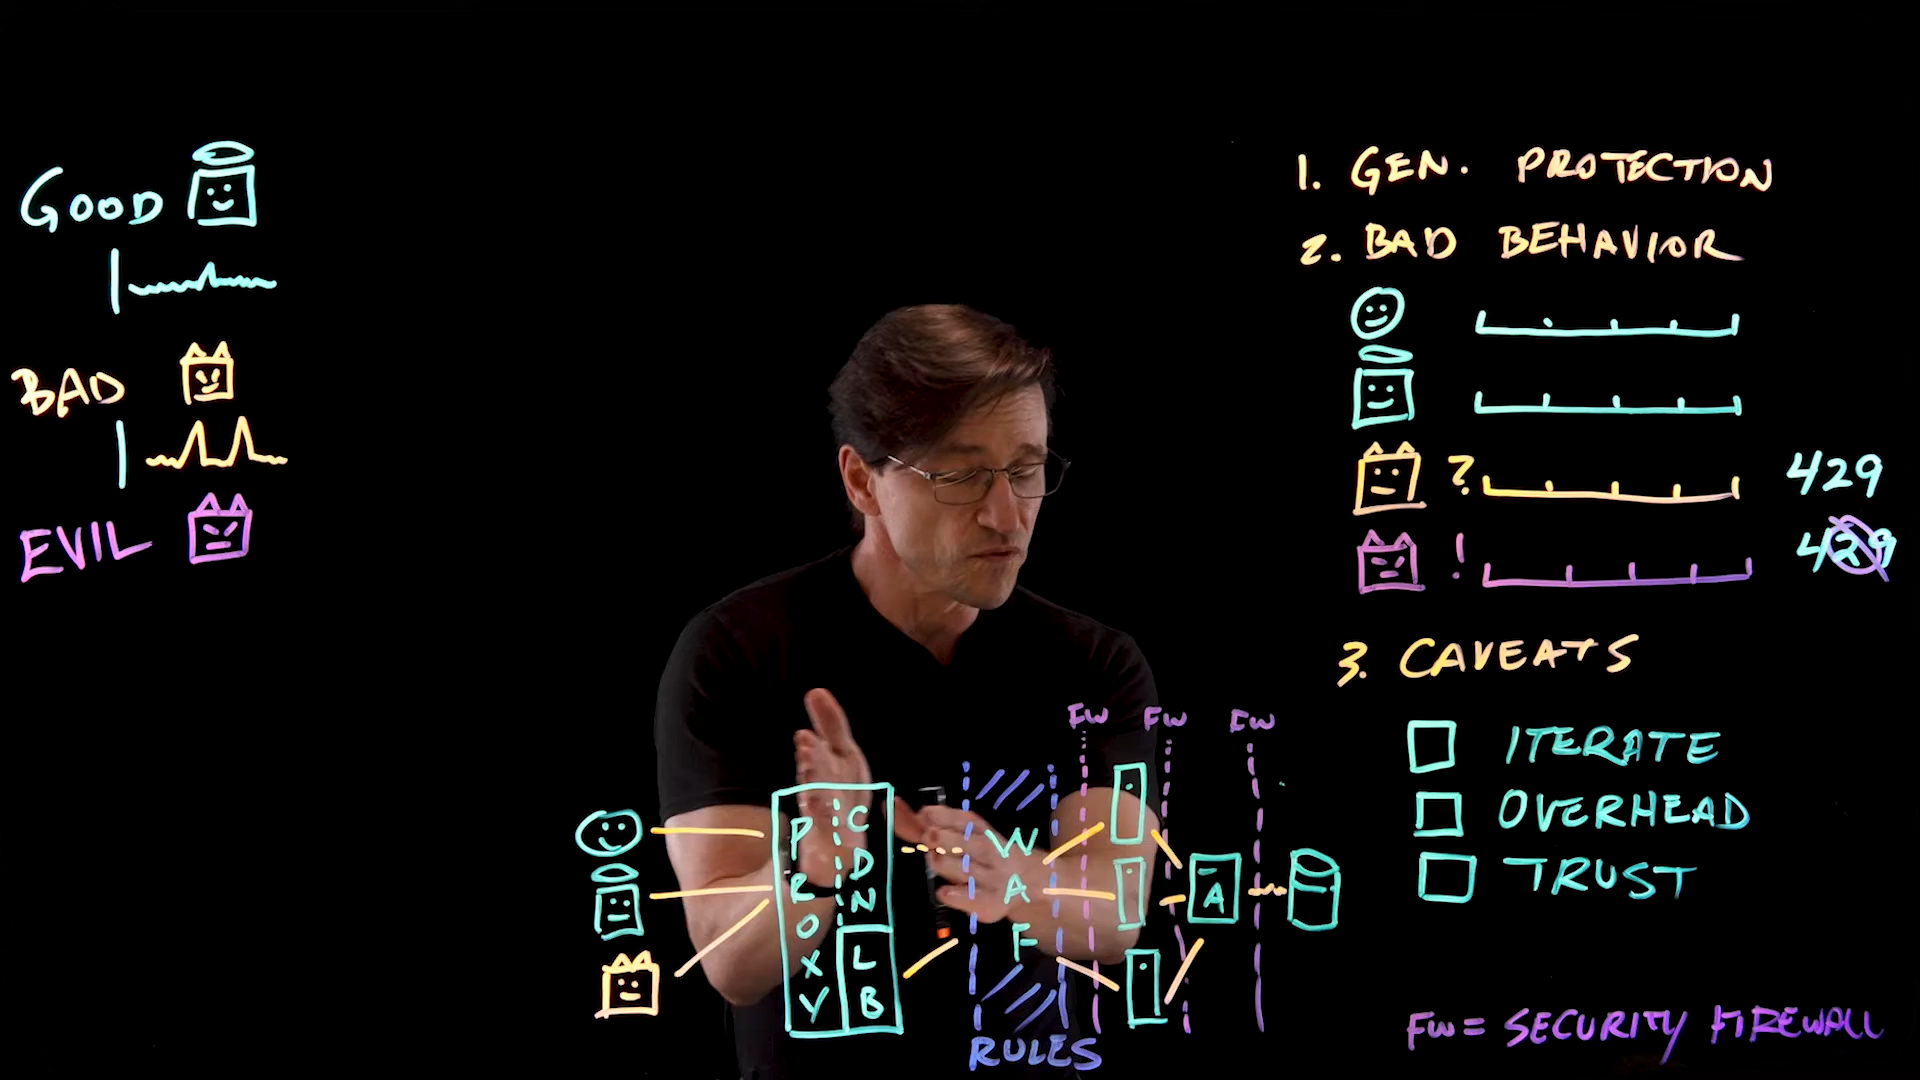 GOOD
BAD
EVIL
1. GEN. PROTECTION
2. BAD BEHAVIOR
? 429
! 429
3. CAVEATS
ITERATE
OVERHEAD
TRUST
FW FW FW
PROXY
CDN
LB
WAF
A
RULES
FW = SECURITY FIREWALL